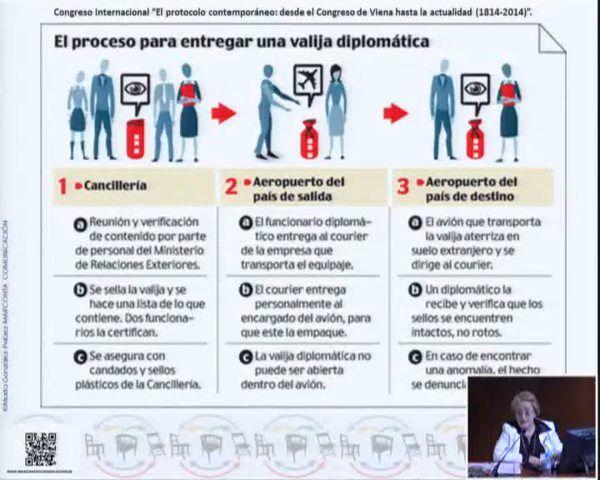 Congreso Internacional "El protocolo contemporáneo: desde el Congreso de Viena hasta la actualidad (1814-2014)".
El proceso para entregar una valija diplomática
1 Cancillería
a Reunión y verificación
de contenido por parte
de personal del Ministerio
de Relaciones Exteriores.
b Se sella la valija y se
hace una lista de lo que
contiene. Dos funciona-
rios la certifican.
c Se asegura con
candados y sellos
plásticos de la Cancillería.
2 Aeropuerto del
país de salida
a El funcionario diplomá-
tico entrega al courier
de la empresa que
transporta el equipaje.
b El courier entrega
personalmente al
encargado del avión, para
que este la empaque.
c La valija diplomática no
puede ser abierta
dentro del avión.
3 Aeropuerto del
país de destino
a El avión que transporta
la valija aterriza en
suelo extranjero y se
dirige al courier.
b Un diplomático la
recibe y verifica que los
sellos se encuentren
intactos, no rotos.
c En caso de encontrar
una anomalía, el hecho
se denunci